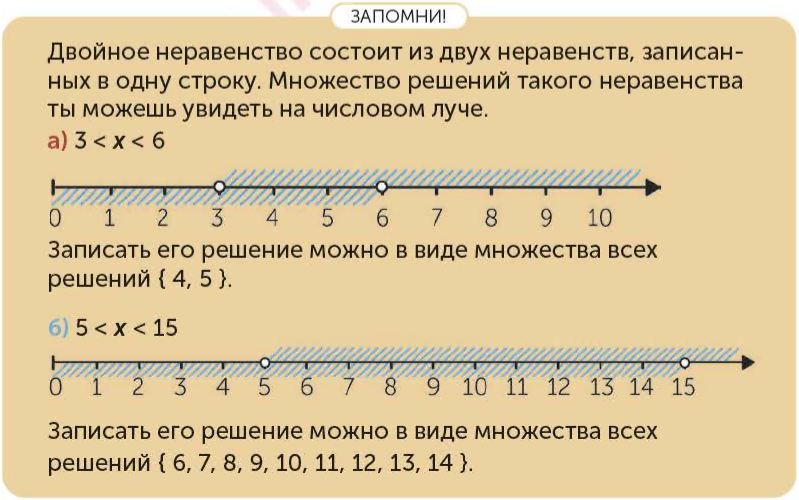 ЗАПОМНИ!
Двойное неравенство состоит из двух неравенств, записан-
ных в одну строку. Множество решений такого неравенства
ты можешь увидеть на числовом луче.
а) 3 < x < 6
0 1 2 3 4 5 6 7 8 9 10
Записать его решение можно в виде множества всех
решений { 4, 5 }.
б) 5 < x < 15
0 1 2 3 4 5 6 7 8 9 10 11 12 13 14 15
Записать его решение можно в виде множества всех
решений { 6, 7, 8, 9, 10, 11, 12, 13, 14 }.